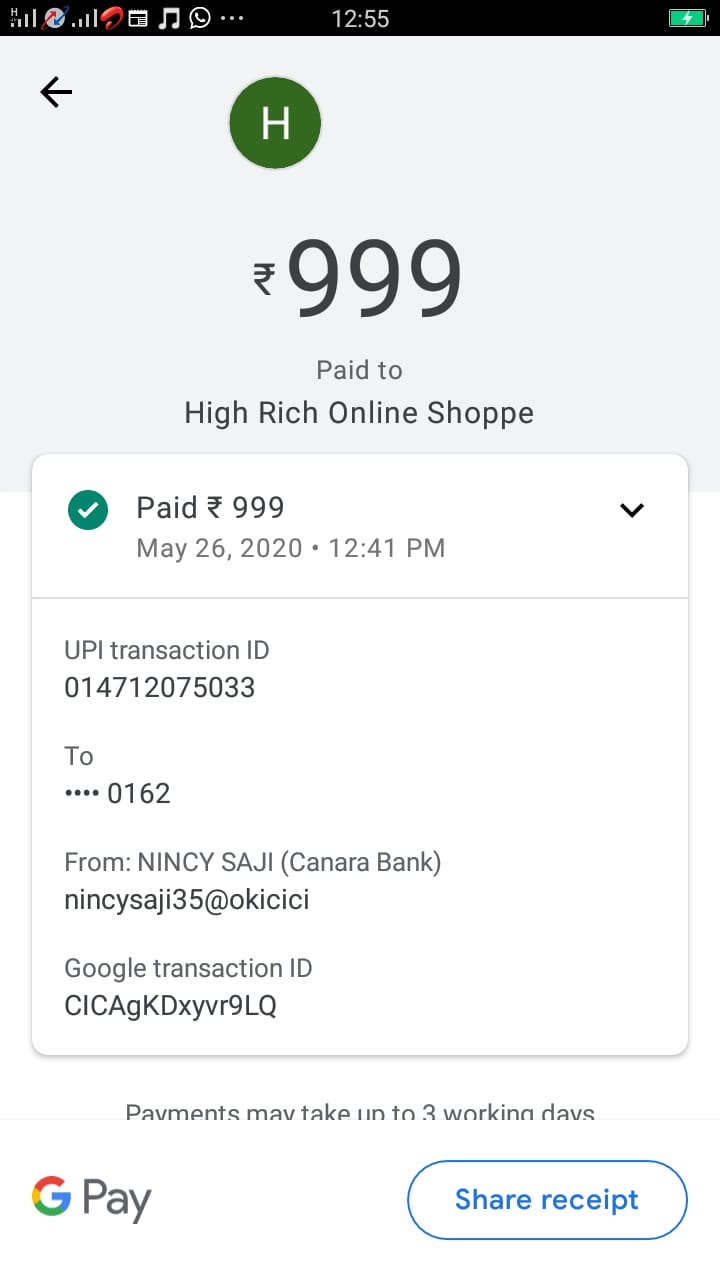 12:55
H
₹999
Paid to
High Rich Online Shoppe
Paid ₹ 999
May 26, 2020 • 12:41 PM
UPI transaction ID
014712075033
To
•••• 0162
From: NINCY SAJI (Canara Bank)
nincysaji35@okicici
Google transaction ID
CICAgKDxyvr9LQ
Payments may take up to 3 working days
G Pay
Share receipt